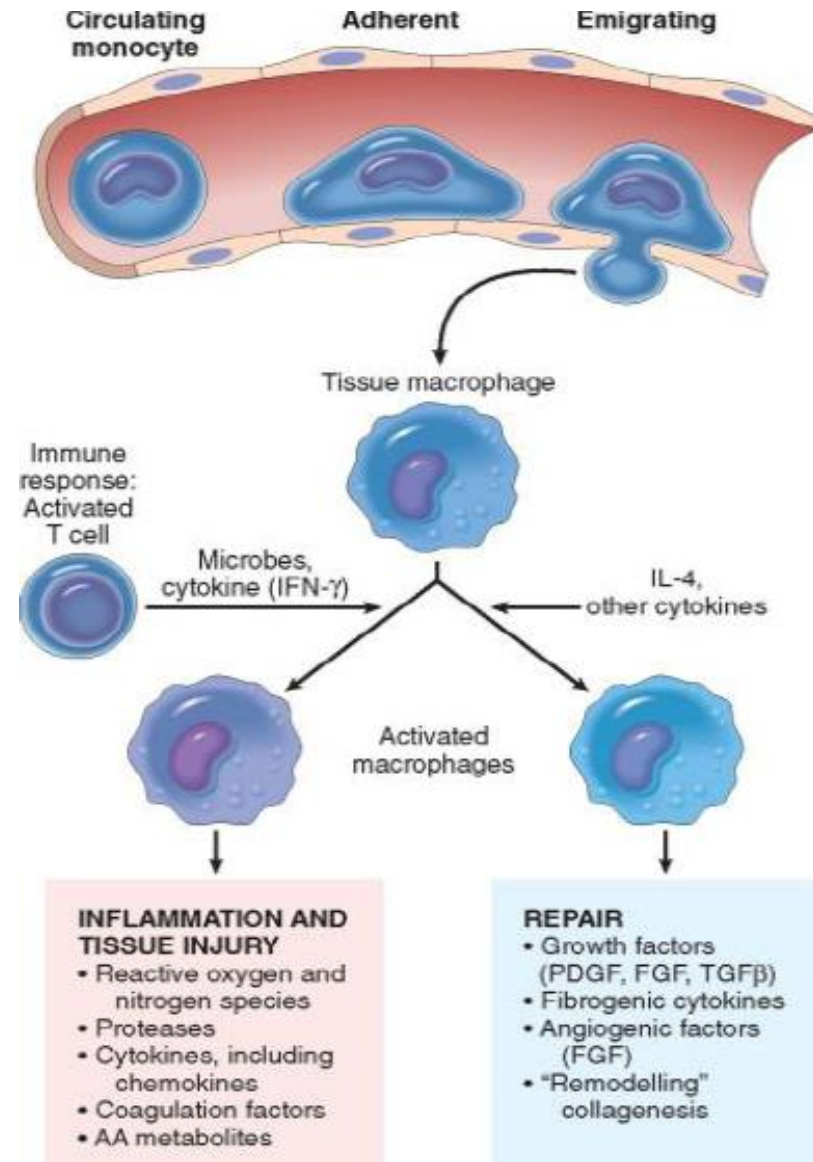 Circulating
monocyte
Adherent
Emigrating
Tissue macrophage
Immune
response:
Activated
T cell
Microbes,
cytokine (IFN-γ)
IL-4,
other cytokines
Activated
macrophages
INFLAMMATION AND
TISSUE INJURY
• Reactive oxygen and
nitrogen species
• Proteases
• Cytokines, including
chemokines
• Coagulation factors
• AA metabolites
REPAIR
• Growth factors
(PDGF, FGF, TGFβ)
• Fibrogenic cytokines
• Angiogenic factors
(FGF)
• "Remodelling"
collagenesis